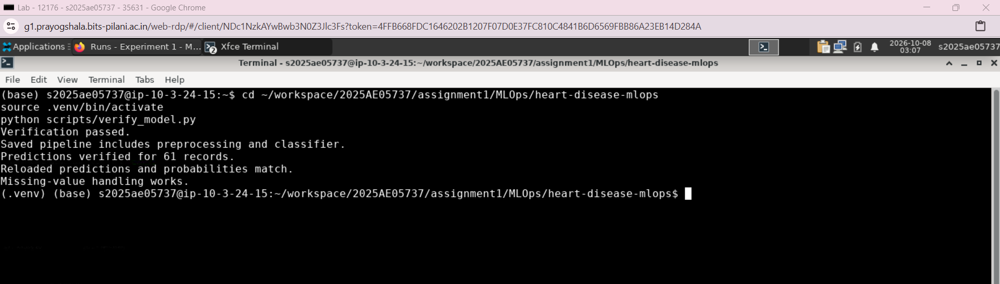 Lab - 12176 - s2025ae05737 - 35631 - Google Chrome
g1.prayogshala.bits-pilani.ac.in/web-rdp/#/client/NDc1NzkAYwBwb3N0Z3Jlc3Fs?token=4FFB668FDC1646202B1207F07D0E37FC810C4841B6D6569FBB86A23EB14D284A
Applications Runs - Experiment 1 - M... 2 Xfce Terminal 2026-10-08 s2025ae05737
03:07
Terminal - s2025ae05737@ip-10-3-24-15:~/workspace/2025AE05737/assignment1/MLOps/heart-disease-mlops
File Edit View Terminal Tabs Help
(base) s2025ae05737@ip-10-3-24-15:~$ cd ~/workspace/2025AE05737/assignment1/MLOps/heart-disease-mlops
source .venv/bin/activate
python scripts/verify_model.py
Verification passed.
Saved pipeline includes preprocessing and classifier.
Predictions verified for 61 records.
Reloaded predictions and probabilities match.
Missing-value handling works.
(.venv) (base) s2025ae05737@ip-10-3-24-15:~/workspace/2025AE05737/assignment1/MLOps/heart-disease-mlops$